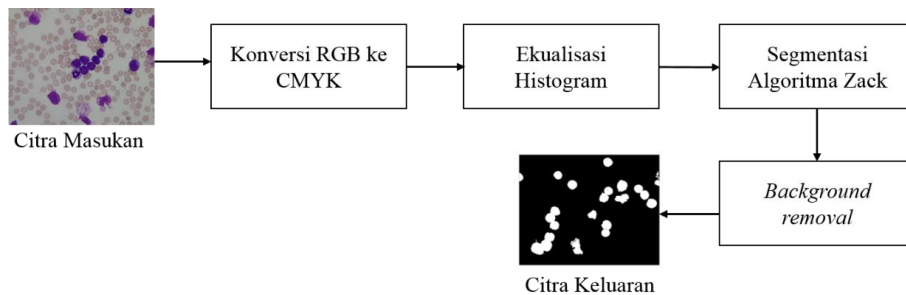 Citra Masukan
Konversi RGB ke
CMYK
Ekualisasi
Histogram
Segmentasi
Algoritma Zack
Background
removal
Citra Keluaran